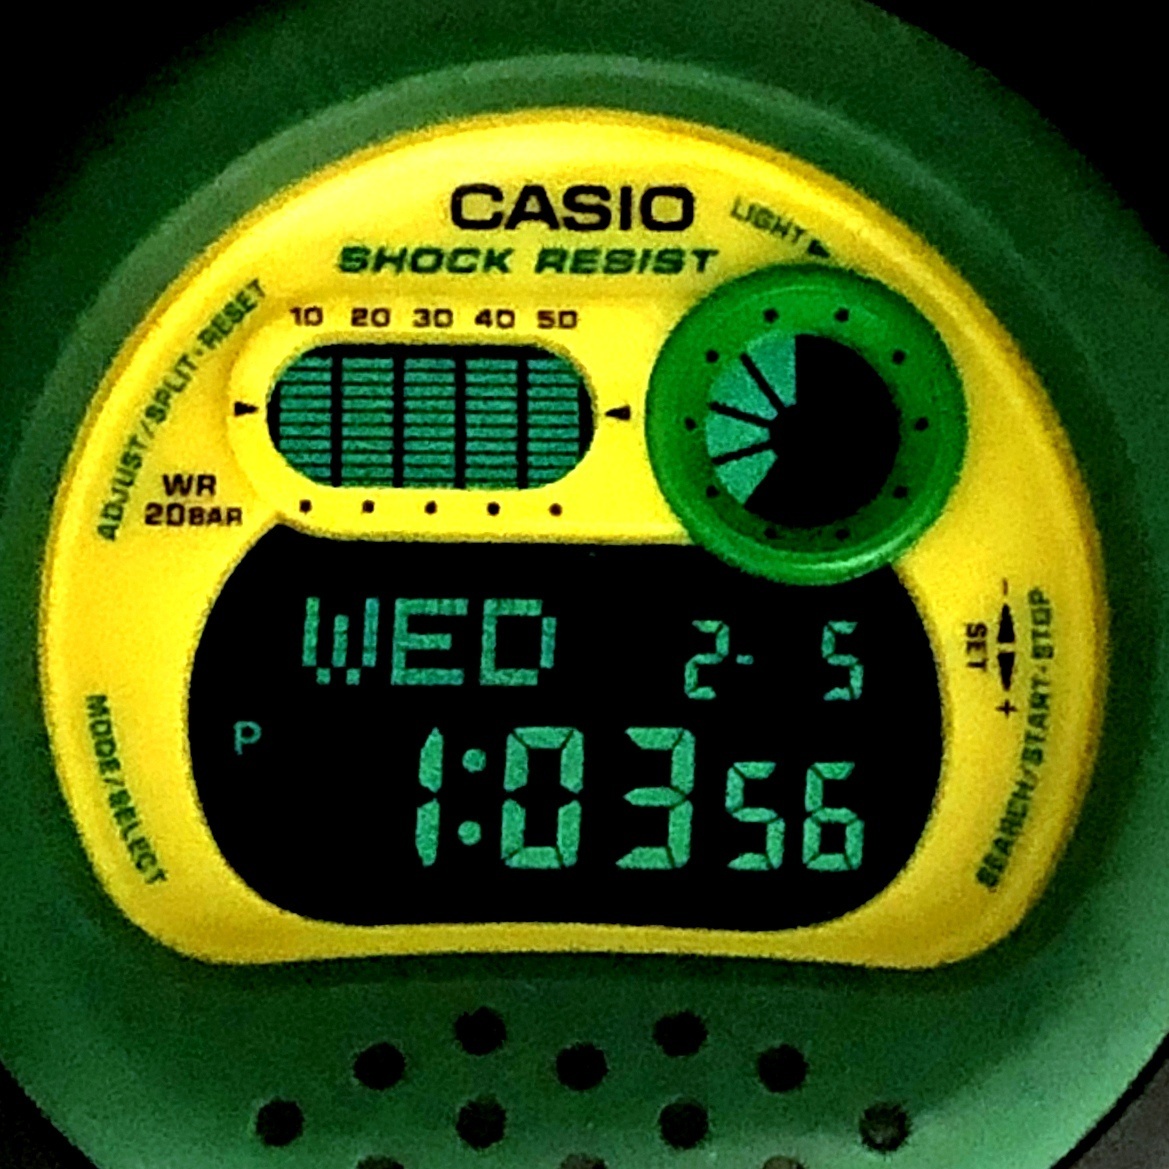 CASIO
LIGHT
SHOCK RESIST
10 20 30 40 50
ADJUST/SPLIT·RESET
WR
20BAR
WED 2- 5
P 1:03 56
MODE/SELECT
- SET +
SEARCH/START·STOP